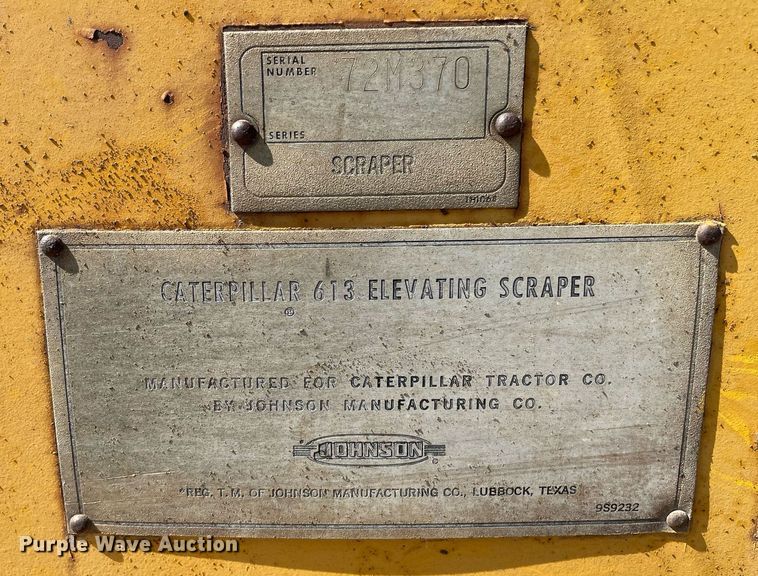 SERIAL
NUMBER 72M370
SERIES
SCRAPER
1H1068
CATERPILLAR 613 ELEVATING SCRAPER
®
MANUFACTURED FOR CATERPILLAR TRACTOR CO.
BY JOHNSON MANUFACTURING CO.
JOHNSON ®
*REG. T.M. OF JOHNSON MANUFACTURING CO., LUBBOCK, TEXAS
9S9232
Purple Wave Auction